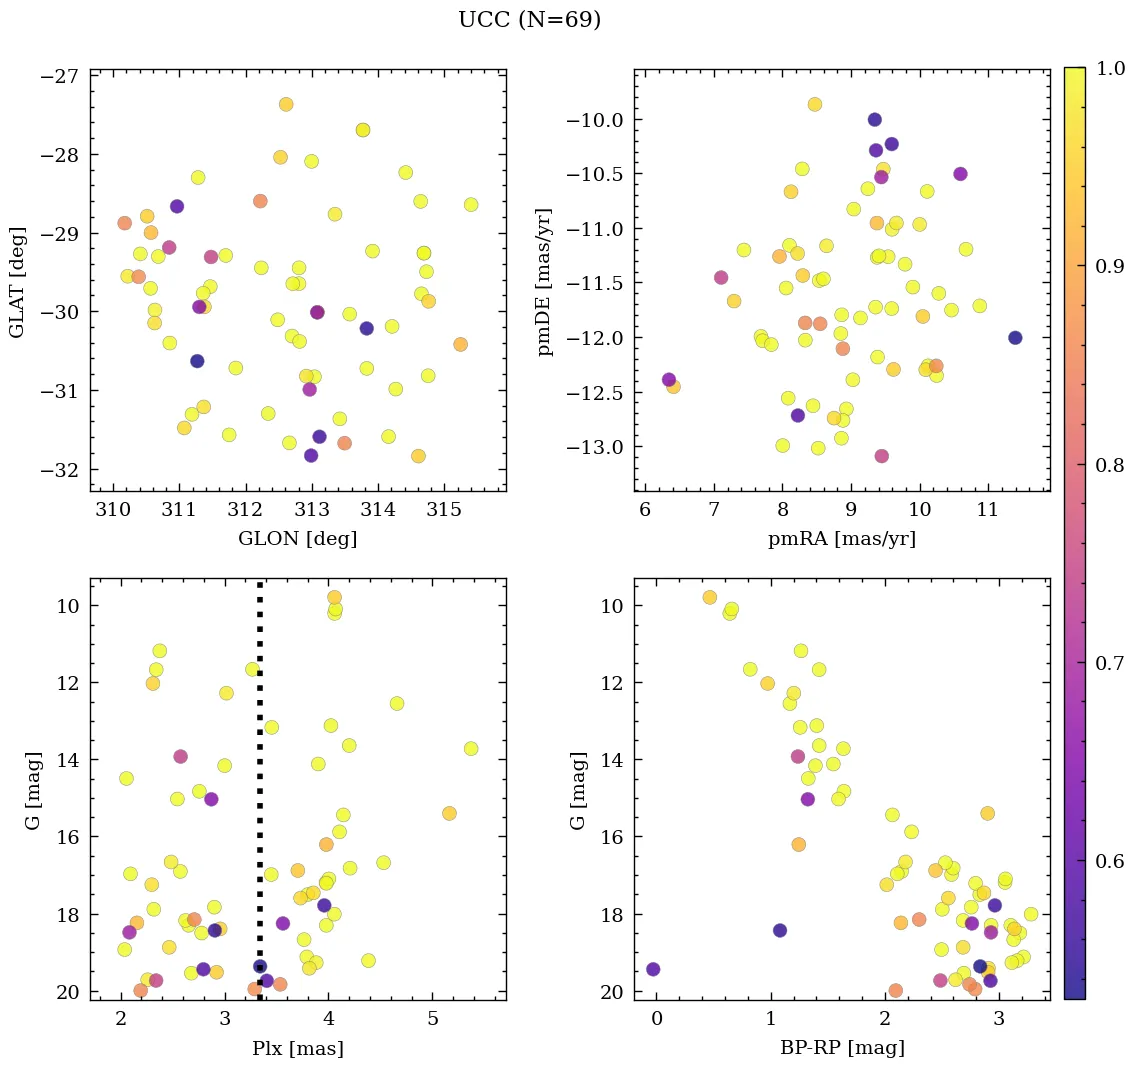 UCC (N=69)
−27
−28
−29
−30
−31
−32
310 311 312 313 314 315
GLON [deg]
GLAT [deg]
−10.0
−10.5
−11.0
−11.5
−12.0
−12.5
−13.0
6 7 8 9 10 11
pmRA [mas/yr]
pmDE [mas/yr]
1.0
0.9
0.8
0.7
0.6
10
12
14
16
18
20
2 3 4 5
Plx [mas]
G [mag]
10
12
14
16
18
20
0 1 2 3
BP-RP [mag]
G [mag]